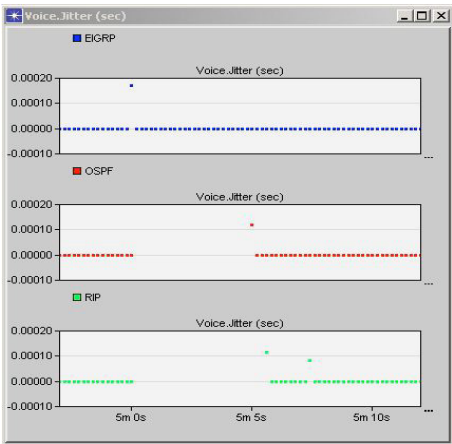 Voice.Jitter (sec)
EIGRP
Voice.Jitter (sec)
0.00020
0.00010
0.00000
-0.00010
...
OSPF
Voice.Jitter (sec)
0.00020
0.00010
0.00000
-0.00010
...
RIP
Voice.Jitter (sec)
0.00020
0.00010
0.00000
-0.00010
...
5m 0s 5m 5s 5m 10s